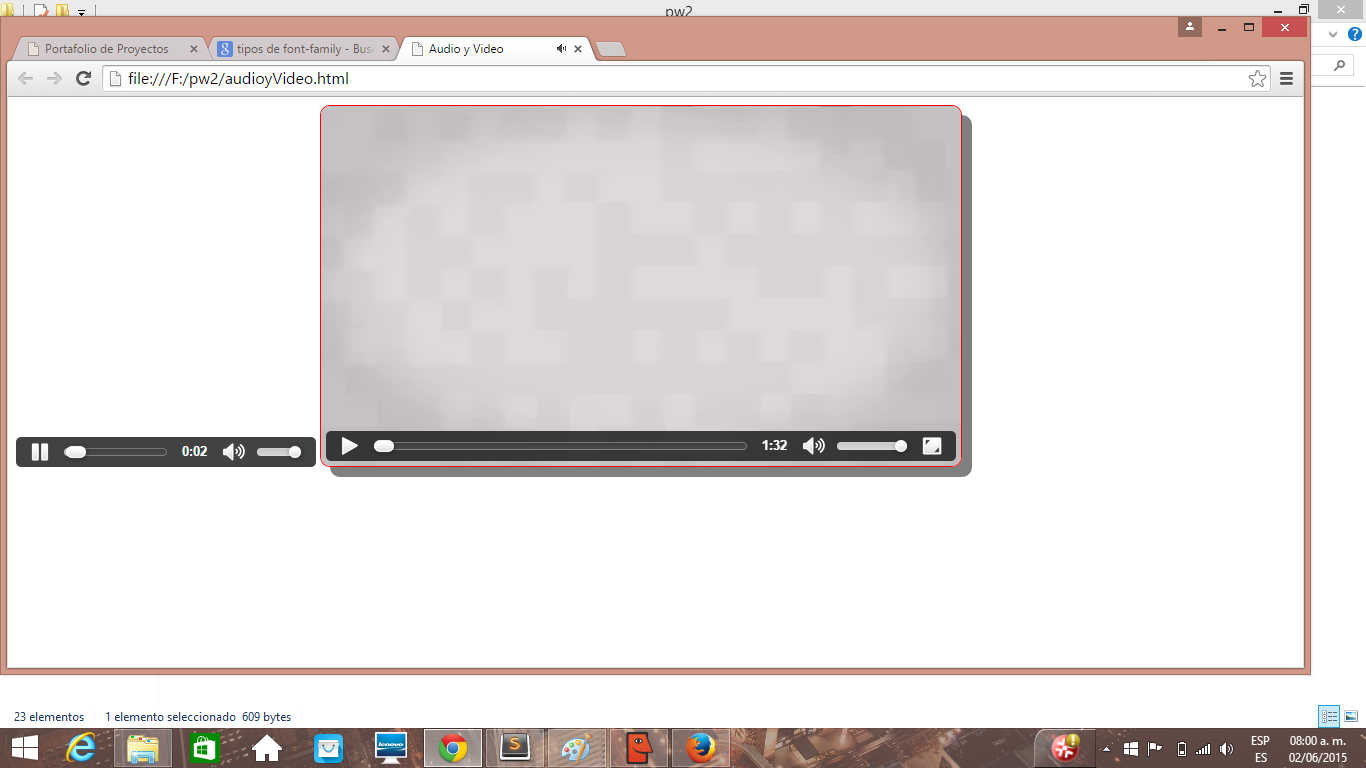 pw2
Portafolio de Proyectos
tipos de font-family - Bus
Audio y Video
file:///F:/pw2/audioyVideo.html
0:02
1:32
23 elementos
1 elemento seleccionado 609 bytes
lenovo
S
ESP
ES
08:00 a. m.
02/06/2015